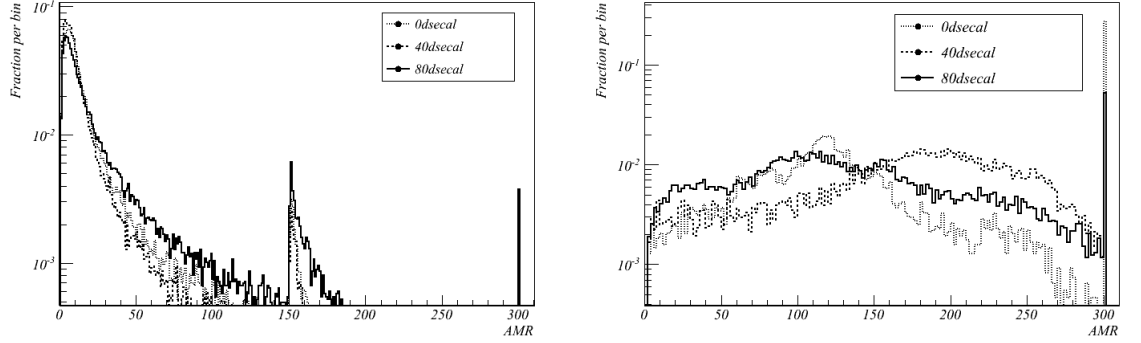 Fraction per bin
10^-1
10^-2
10^-3
0dsecal
40dsecal
80dsecal
0 50 100 150 200 250 300
AMR
Fraction per bin
10^-1
10^-2
10^-3
0dsecal
40dsecal
80dsecal
0 50 100 150 200 250 300
AMR